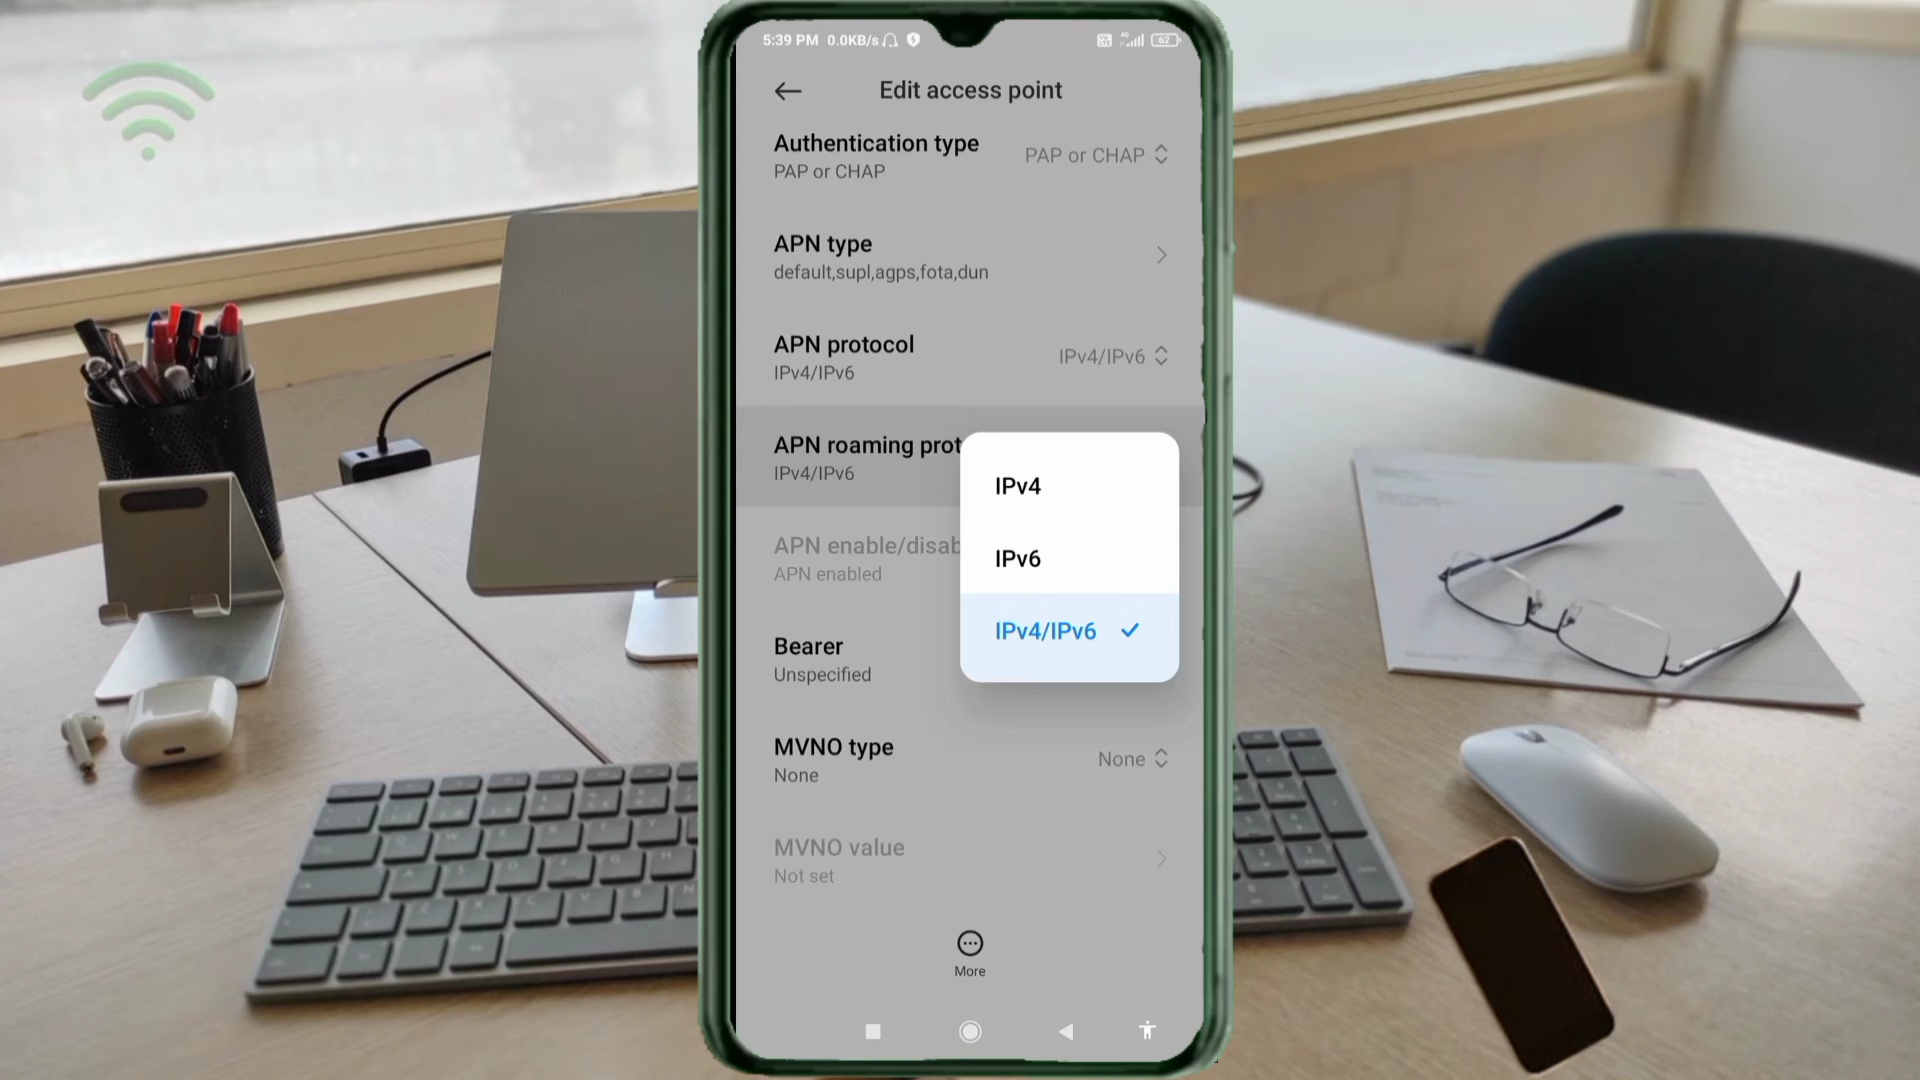 5:39 PM 0.0KB/s 4G 62
Edit access point
Authentication type
PAP or CHAP
PAP or CHAP
APN type
default,supl,agps,fota,dun
APN protocol
IPv4/IPv6
IPv4/IPv6
APN roaming prot
IPv4/IPv6
IPv4
IPv6
IPv4/IPv6
APN enable/disab
APN enabled
Bearer
Unspecified
MVNO type
None
None
MVNO value
Not set
More